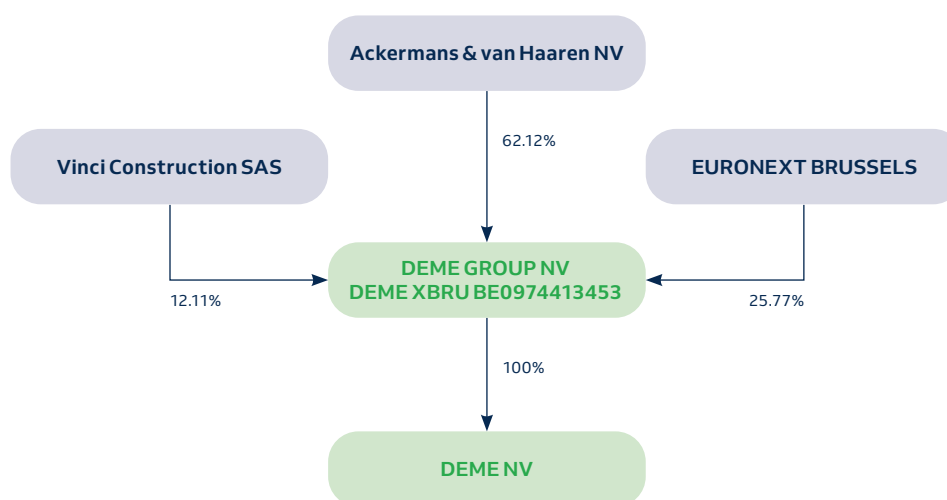 Ackermans & van Haaren NV
62.12%
Vinci Construction SAS
EURONEXT BRUSSELS
DEME GROUP NV
DEME XBRU BE0974413453
12.11%
25.77%
100%
DEME NV